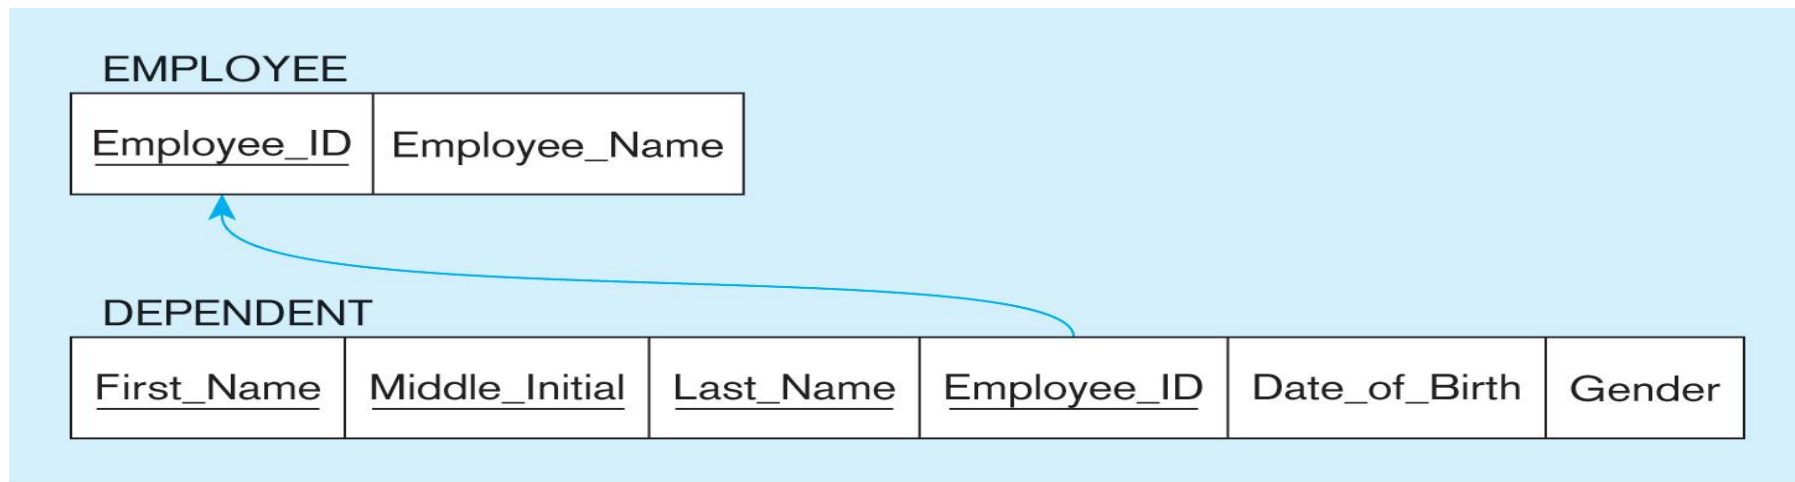 EMPLOYEE
Employee_ID Employee_Name
DEPENDENT
First_Name Middle_Initial Last_Name Employee_ID Date_of_Birth Gender